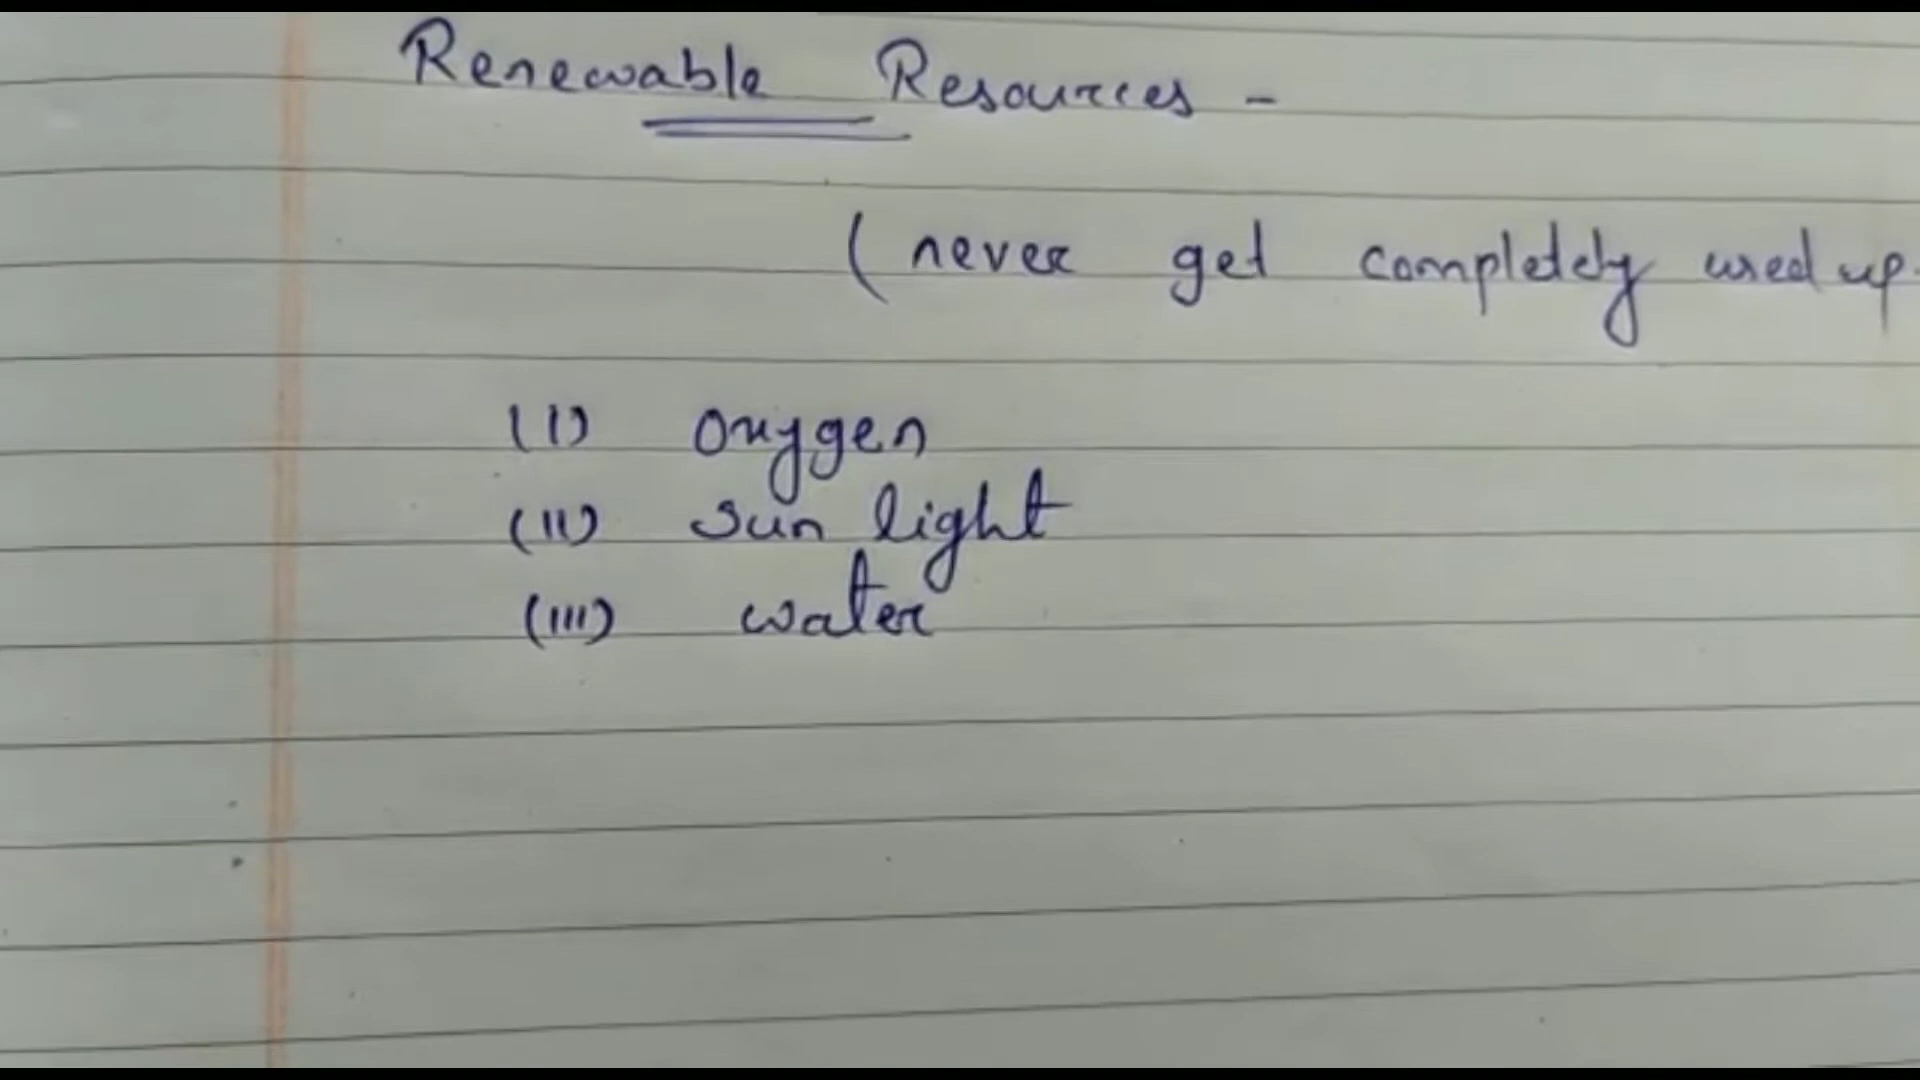 Renewable Resources -
(never get completely used up.
(I) oxygen
(II) sun light
(III) water